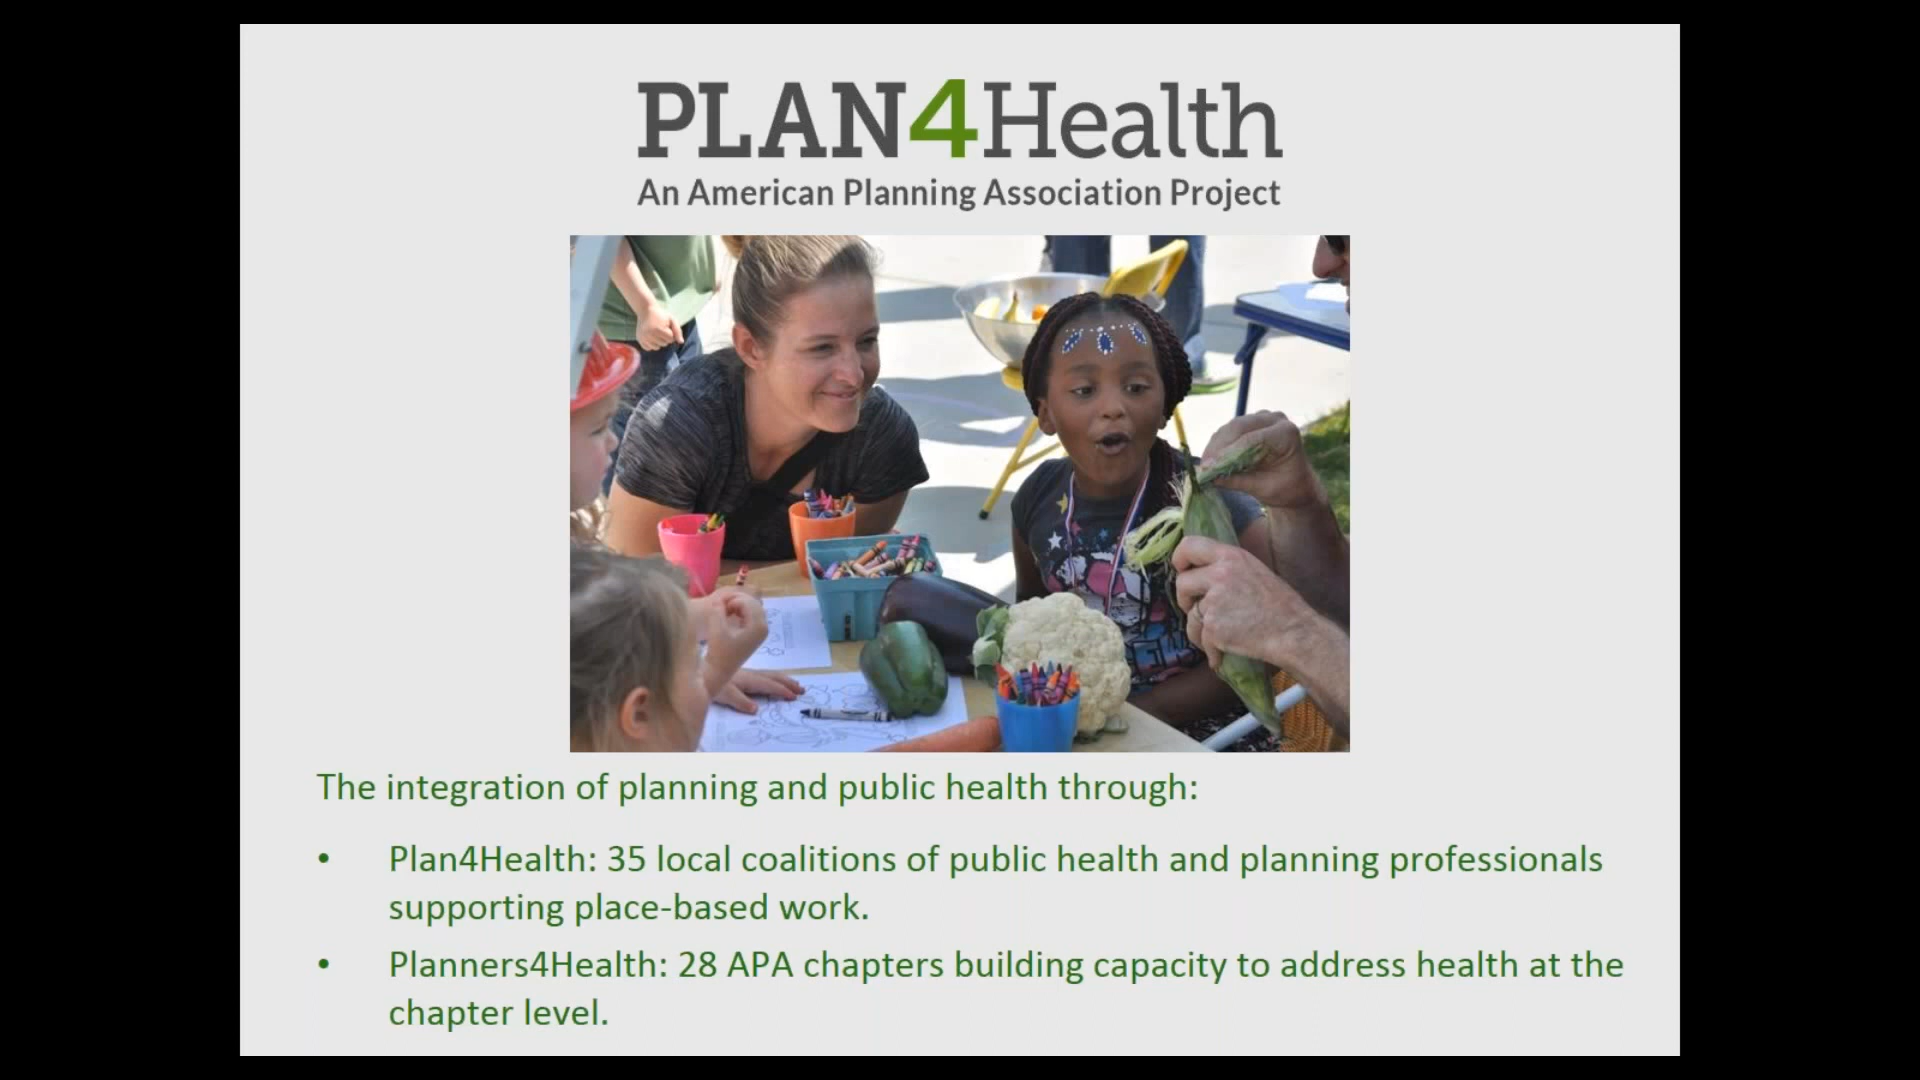 PLAN4Health
An American Planning Association Project
The integration of planning and public health through:
• Plan4Health: 35 local coalitions of public health and planning professionals
supporting place-based work.
• Planners4Health: 28 APA chapters building capacity to address health at the
chapter level.